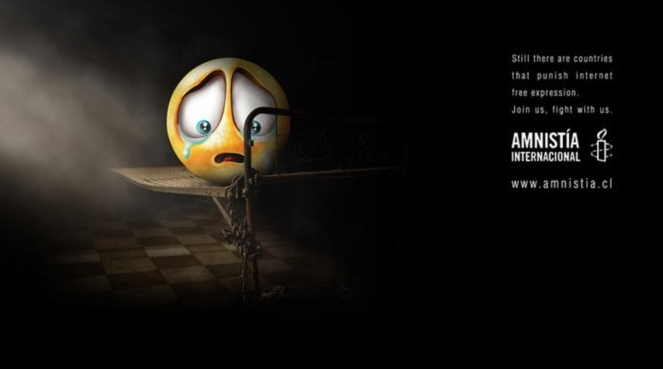 Still there are countries
that punish internet
free expression.
Join us, fight with us.
AMNISTÍA
INTERNACIONAL
www.amnistia.cl